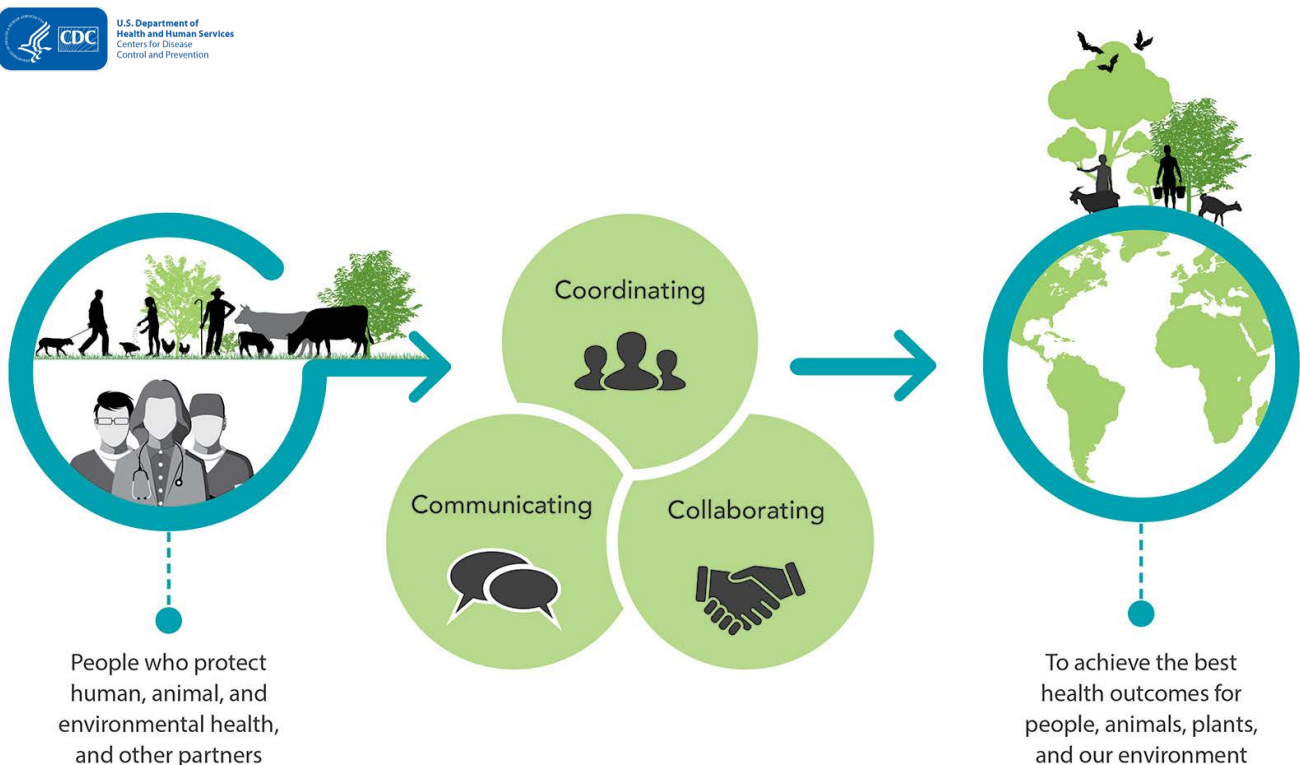 CDC
U.S. Department of
Health and Human Services
Centers for Disease
Control and Prevention
Coordinating
Communicating
Collaborating
People who protect
human, animal, and
environmental health,
and other partners
To achieve the best
health outcomes for
people, animals, plants,
and our environment